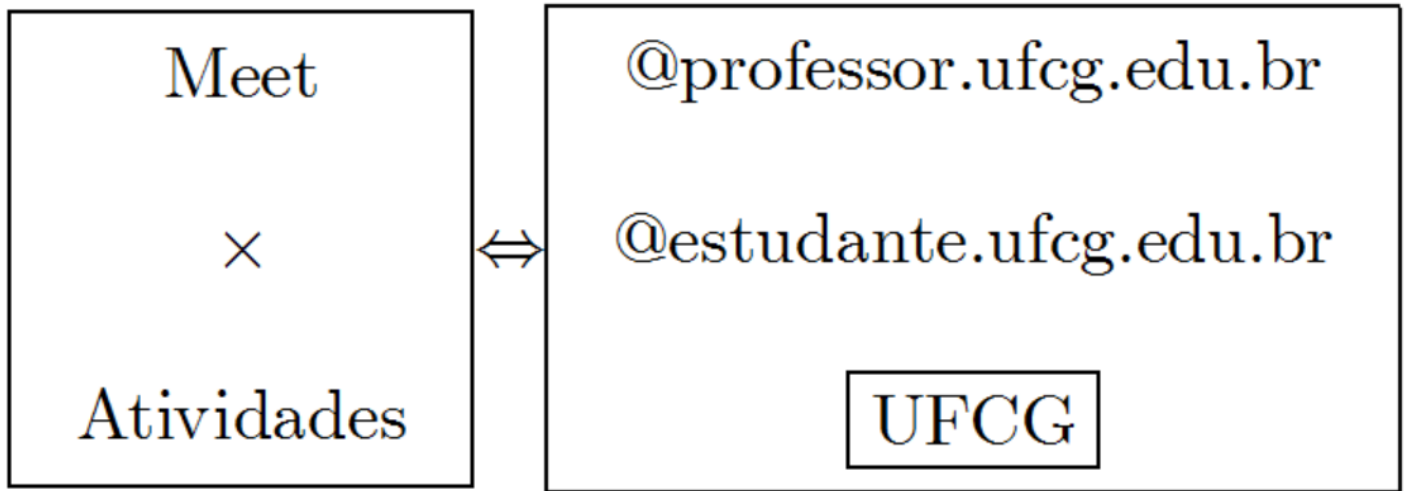 Meet
×
Atividades
⇔
@professor.ufcg.edu.br
@estudante.ufcg.edu.br
UFCG